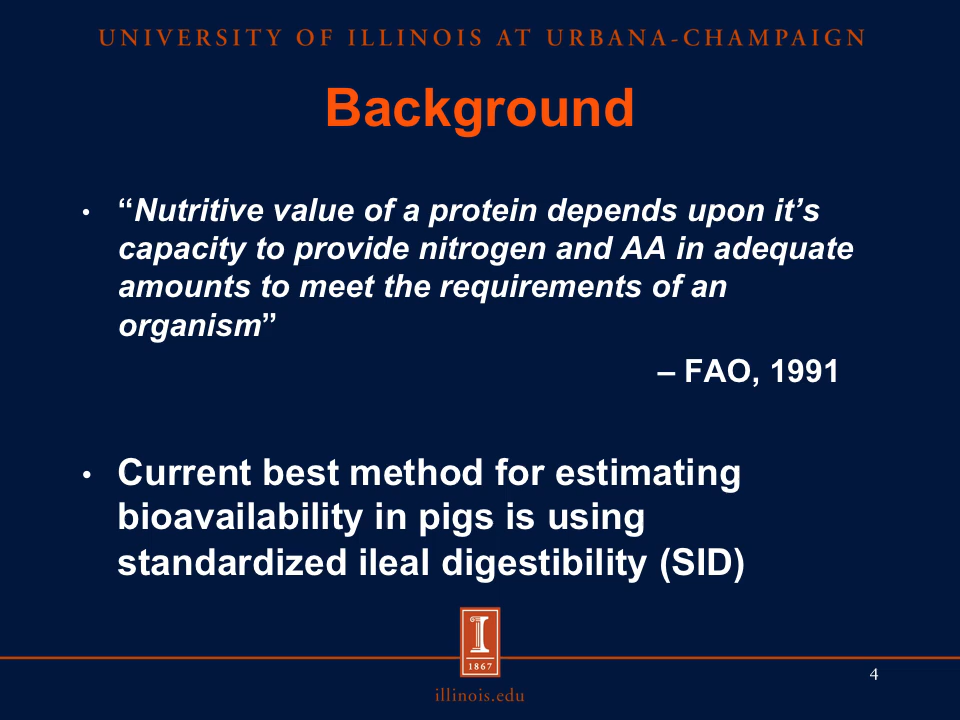 UNIVERSITY OF ILLINOIS AT URBANA-CHAMPAIGN
Background
• “Nutritive value of a protein depends upon it’s
capacity to provide nitrogen and AA in adequate
amounts to meet the requirements of an
organism”
– FAO, 1991
• Current best method for estimating
bioavailability in pigs is using
standardized ileal digestibility (SID)
I
1867
4
illinois.edu